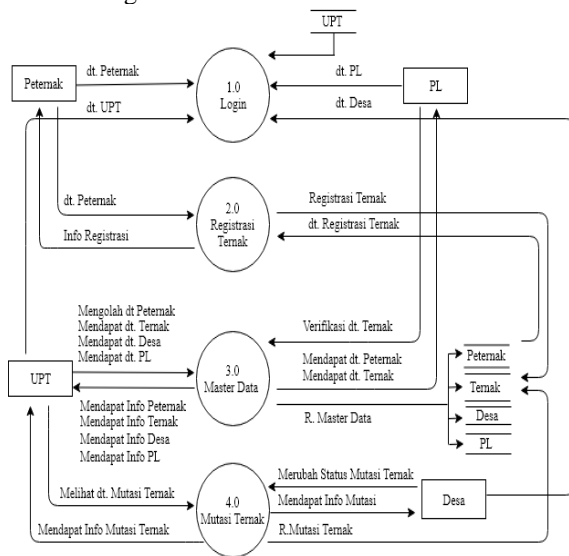 UPT
dt. Peternak
dt. PL
Peternak
1.0
Login
PL
dt. UPT
dt. Desa
dt. Peternak
2.0
Registrasi
Ternak
Registrasi Ternak
dt. Registrasi Ternak
Info Registrasi
Mengolah dt Peternak
Mendapat dt. Ternak
Mendapat dt. Desa
Mendapat dt. PL
Verifikasi dt. Ternak
UPT
3.0
Master Data
Mendapat dt. Peternak
Mendapat dt. Ternak
Peternak
Ternak
Desa
PL
Mendapat Info Peternak
Mendapat Info Ternak
Mendapat Info Desa
Mendapat Info PL
R. Master Data
Melihat dt. Mutasi Ternak
4.0
Mutasi Ternak
Merubah Status Mutasi Ternak
Mendapat Info Mutasi
Desa
Mendapat Info Mutasi Ternak
R.Mutasi Ternak